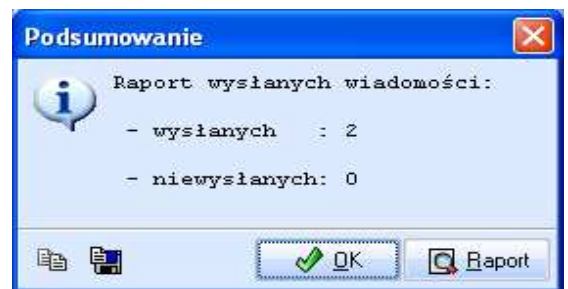 Podsumowanie
Raport wysłanych wiadomości:
- wysłanych : 2
- niewysłanych: 0
OK
Raport